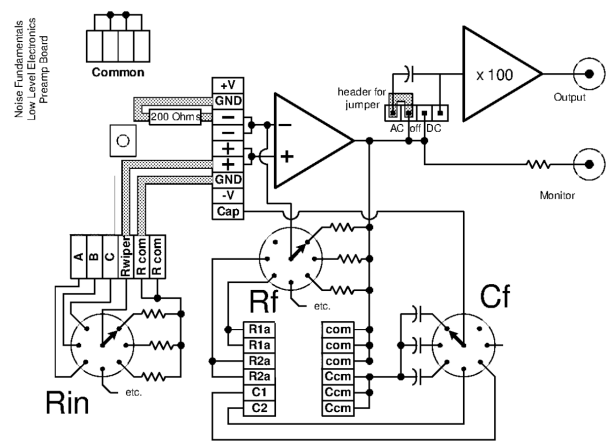 Noise Fundamentals
Low Level Electronics
Preamp Board
Common
+V
GND
200 Ohms
−
−
+
+
GND
-V
Cap
−
+
header for
jumper
AC off DC
x 100
Output
Monitor
A
B
C
Rwiper
R com
R com
etc.
Rin
Rf
etc.
R1a
R1a
R2a
R2a
C1
C2
com
com
com
Ccm
Ccm
Ccm
Cf